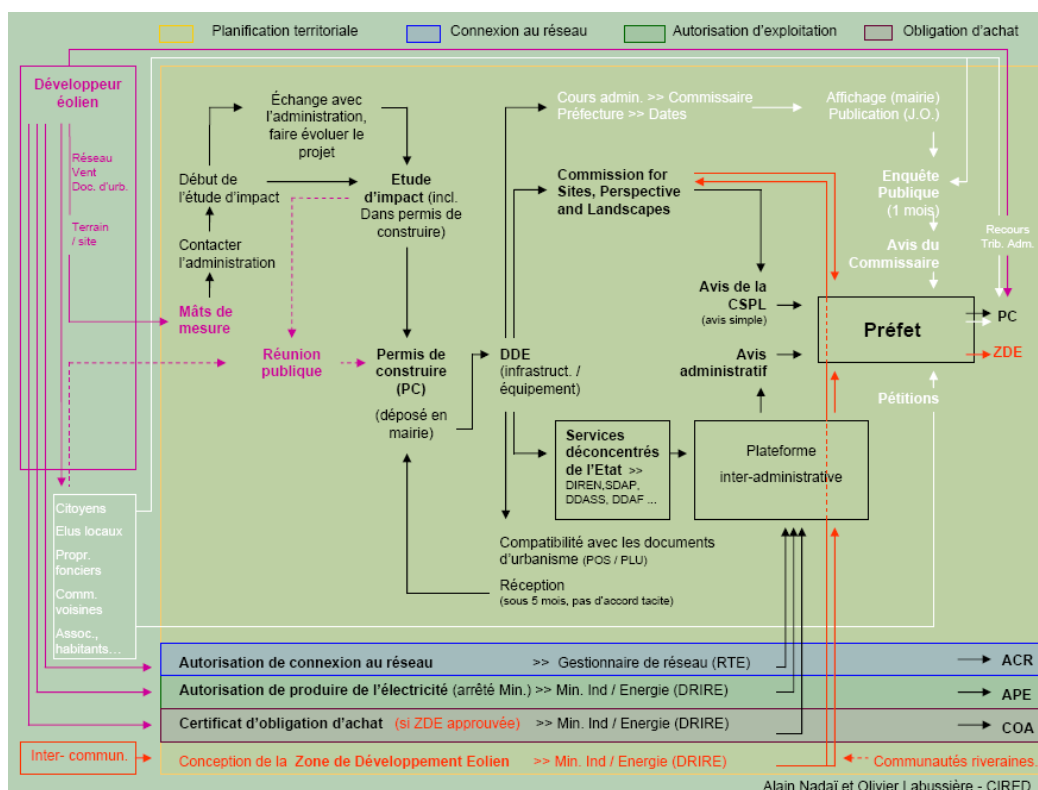 Planification territoriale
Connexion au réseau
Autorisation d'exploitation
Obligation d'achat
Développeur
éolien
Réseau
Vent
Doc. d'urb.
Terrain
/ site
Échange avec
l'administration,
faire évoluer le
projet
Début de
l'étude d'impact
Contacter
l'administration
Mâts de
mesure
Etude
d'impact (incl.
Dans permis de
construire)
Réunion
publique
Permis de
construire
(PC)
(déposé en
mairie)
Cours admin. >> Commissaire
Préfecture >> Dates
Affichage (mairie)
Publication (J.O.)
Commission for
Sites, Perspective
and Landscapes
Enquête
Publique
(1 mois)
Avis du
Commissaire
Recours
Trib. Adm.
Avis de la
CSPL
(avis simple)
Avis
administratif
Préfet
PC
ZDE
Pétitions
DDE
(infrastruct. /
équipement)
Services
déconcentrés
de l'Etat >>
DIREN,SDAP,
DDASS, DDAF ...
Plateforme
inter-administrative
Compatibilité avec les documents
d'urbanisme (POS / PLU)
Réception
(sous 5 mois, pas d'accord tacite)
Citoyens
Elus locaux
Propr.
fonciers
Comm.
voisines
Assoc.,
habitants…
Autorisation de connexion au réseau >> Gestionnaire de réseau (RTE) ACR
Autorisation de produire de l'électricité (arrêté Min.) >> Min. Ind / Energie (DRIRE) APE
Certificat d'obligation d'achat (si ZDE approuvée) >> Min. Ind / Energie (DRIRE) COA
Inter- commun.
Conception de la Zone de Développement Eolien >> Min. Ind / Energie (DRIRE) Communautés riveraines.
Alain Nadaï et Olivier Labussière - CIRED